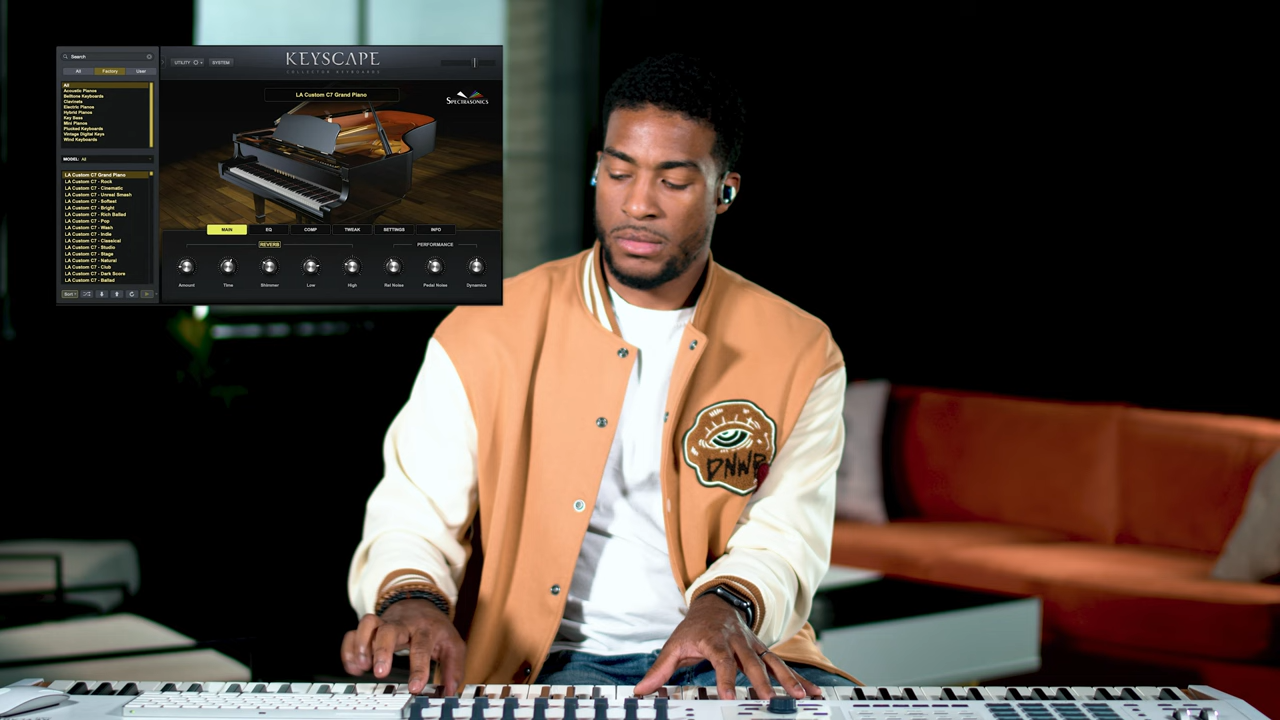 Search
All Factory User
All
Acoustic Pianos
Belltone Keyboards
Clavinets
Electric Pianos
Hybrid Pianos
Key Bass
Mini Pianos
Plucked Keyboards
Vintage Digital Keys
Wind Keyboards
MODEL: All
LA Custom C7 Grand Piano
LA Custom C7 - Rock
LA Custom C7 - Cinematic
LA Custom C7 - Unreal Smash
LA Custom C7 - Softest
LA Custom C7 - Bright
LA Custom C7 - Rich Ballad
LA Custom C7 - Pop
LA Custom C7 - Wash
LA Custom C7 - Indie
LA Custom C7 - Classical
LA Custom C7 - Studio
LA Custom C7 - Stage
LA Custom C7 - Natural
LA Custom C7 - Club
LA Custom C7 - Dark Score
LA Custom C7 - Ballad
Sort
UTILITY SYSTEM
KEYSCAPE
COLLECTOR KEYBOARDS
LA Custom C7 Grand Piano
SPECTRASONICS
MAIN EQ COMP TWEAK SETTINGS INFO
REVERB PERFORMANCE
Amount Time Shimmer Low High Rel Noise Pedal Noise Dynamics
DNWP